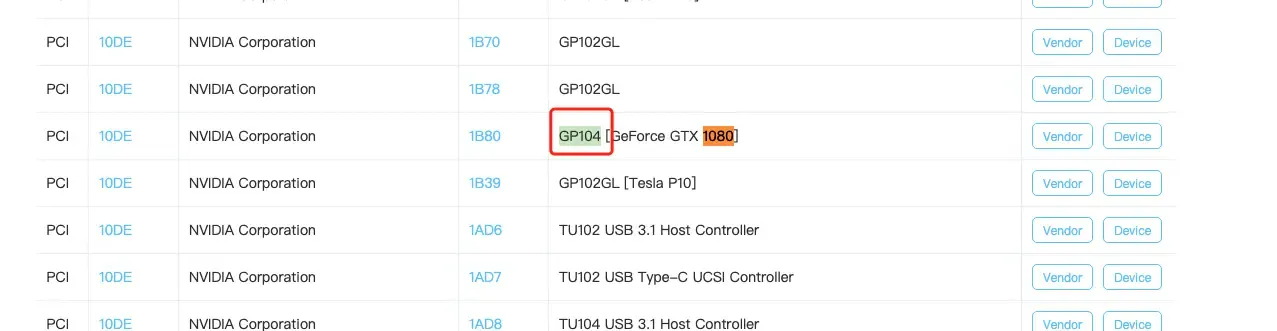 PCI 10DE NVIDIA Corporation 1B70 GP102GL Vendor Device
PCI 10DE NVIDIA Corporation 1B78 GP102GL Vendor Device
PCI 10DE NVIDIA Corporation 1B80 GP104 [GeForce GTX 1080] Vendor Device
PCI 10DE NVIDIA Corporation 1B39 GP102GL [Tesla P10] Vendor Device
PCI 10DE NVIDIA Corporation 1AD6 TU102 USB 3.1 Host Controller Vendor Device
PCI 10DE NVIDIA Corporation 1AD7 TU102 USB Type-C UCSI Controller Vendor Device
PCI 10DE NVIDIA Corporation 1AD8 TU104 USB 3.1 Host Controller Vendor Device